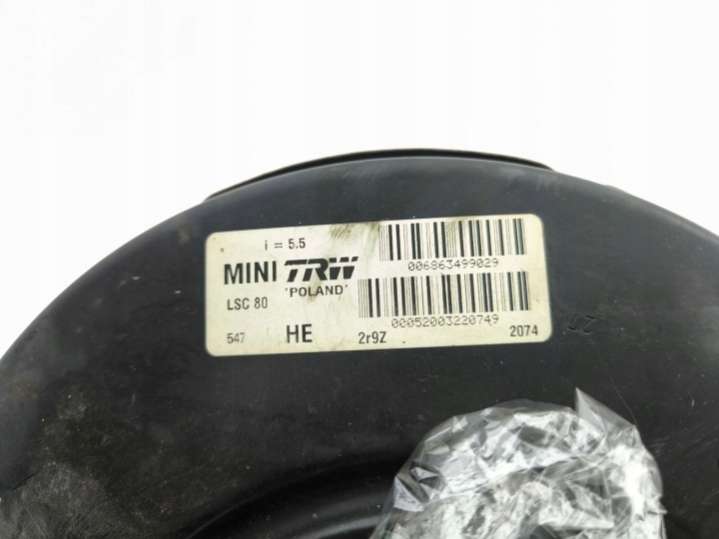 i = 5.5
MINI TRW
006863499029
LSC 80 'POLAND'
00052003220749
547 HE 2r9Z 2074